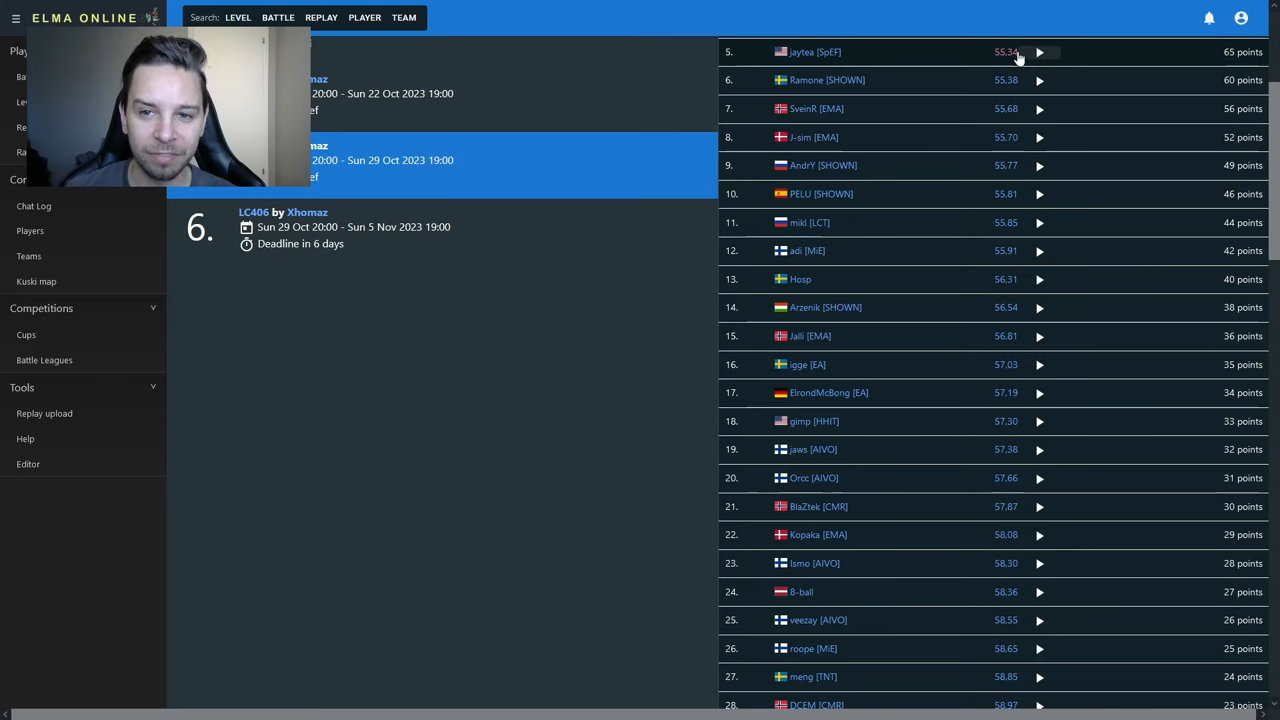 ELMA ONLINE
Search: LEVEL BATTLE REPLAY PLAYER TEAM
Chat Log
Players
Teams
Kuski map
Competitions
Cups
Battle Leagues
Tools
Replay upload
Help
Editor
20:00 - Sun 22 Oct 2023 19:00
20:00 - Sun 29 Oct 2023 19:00
6.
LC406 by Xhomaz
Sun 29 Oct 20:00 - Sun 5 Nov 2023 19:00
Deadline in 6 days
5. jaytea [SpEF] 55,34 65 points
6. Ramone [SHOWN] 55,38 60 points
7. SveinR [EMA] 55,68 56 points
8. J-sim [EMA] 55,70 52 points
9. AndrY [SHOWN] 55,77 49 points
10. PELU [SHOWN] 55,81 46 points
11. mikl [LCT] 55,85 44 points
12. adi [MiE] 55,91 42 points
13. Hosp 56,31 40 points
14. Arzenik [SHOWN] 56,54 38 points
15. Jalli [EMA] 56,81 36 points
16. igge [EA] 57,03 35 points
17. ElrondMcBong [EA] 57,19 34 points
18. gimp [HHIT] 57,30 33 points
19. jaws [AIVO] 57,38 32 points
20. Orcc [AIVO] 57,66 31 points
21. BlaZtek [CMR] 57,87 30 points
22. Kopaka [EMA] 58,08 29 points
23. Ismo [AIVO] 58,30 28 points
24. 8-ball 58,36 27 points
25. veezay [AIVO] 58,55 26 points
26. roope [MiE] 58,65 25 points
27. meng [TNT] 58,85 24 points
28. DCEM [CMR] 58,97 23 points